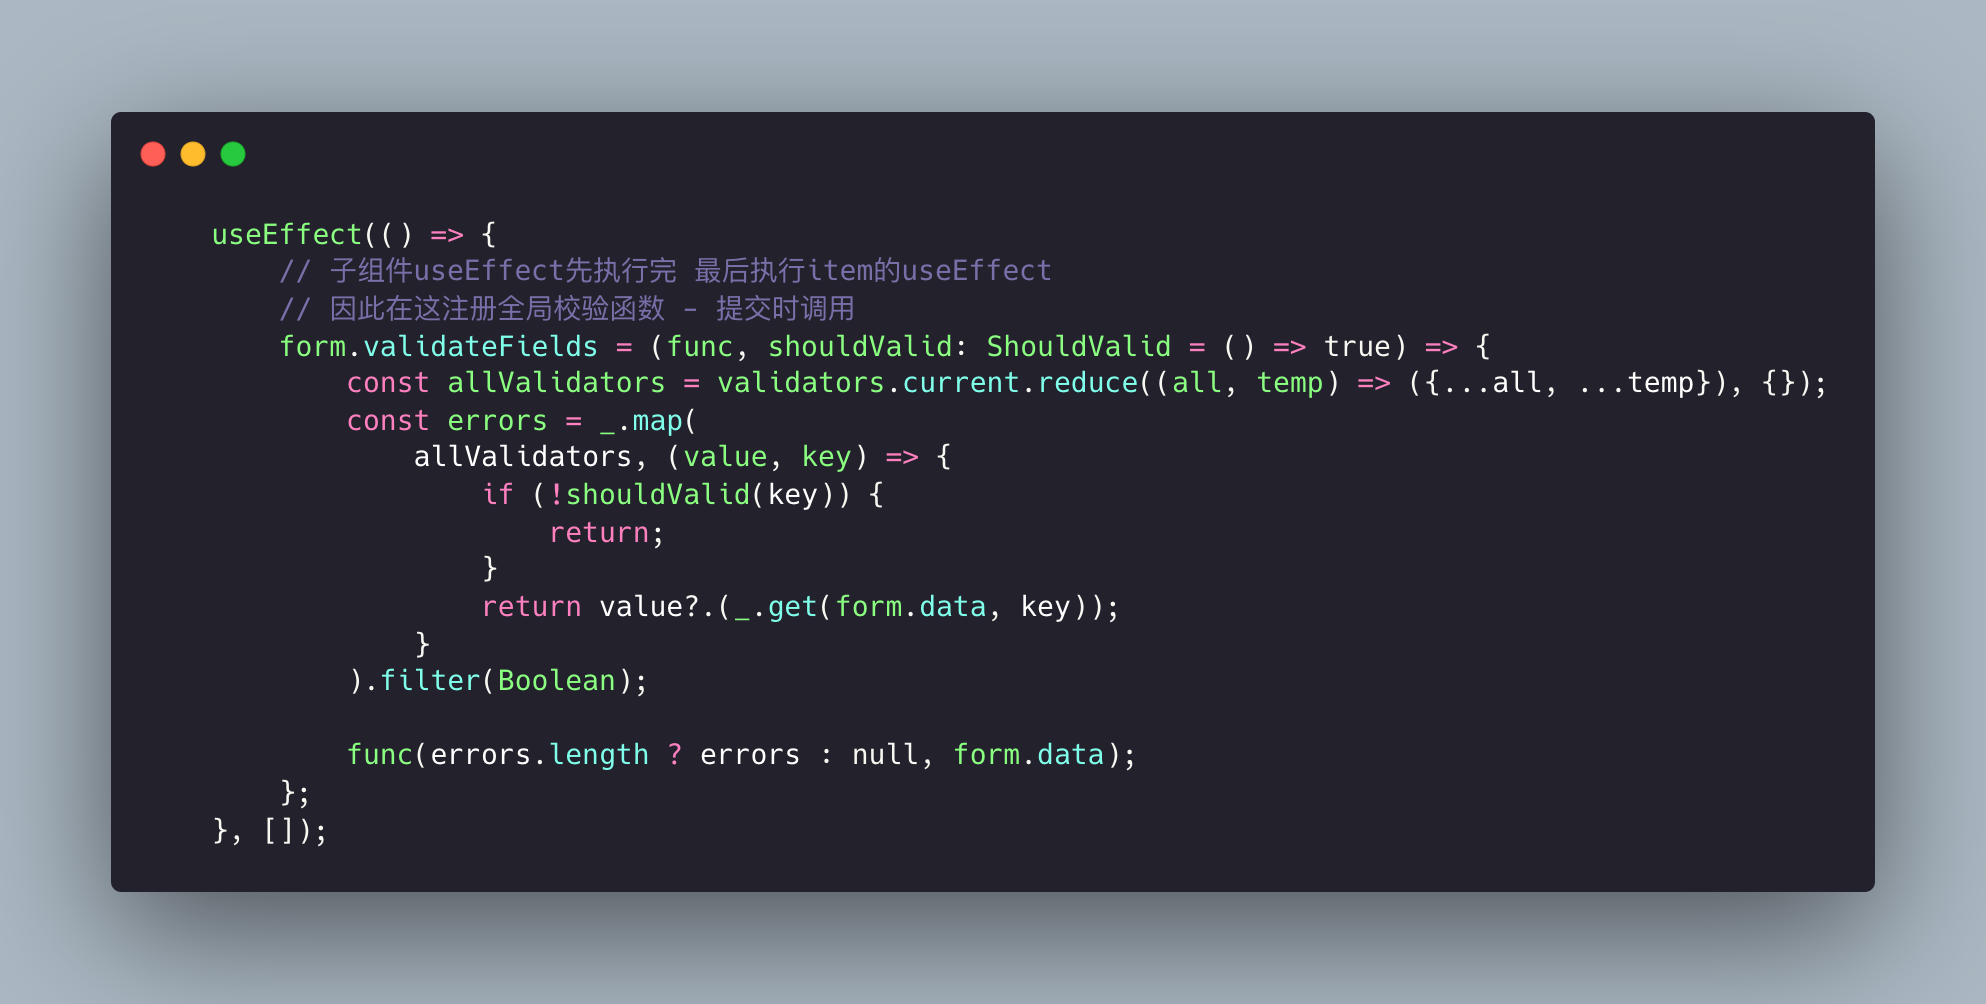 useEffect(() => {
    // 子组件useEffect先执行完 最后执行item的useEffect
    // 因此在这注册全局校验函数 - 提交时调用
    form.validateFields = (func, shouldValid: ShouldValid = () => true) => {
        const allValidators = validators.current.reduce((all, temp) => ({...all, ...temp}), {});
        const errors = _.map(
            allValidators, (value, key) => {
                if (!shouldValid(key)) {
                    return;
                }
                return value?.(_.get(form.data, key));
            }
        ).filter(Boolean);

        func(errors.length ? errors : null, form.data);
    };
}, []);